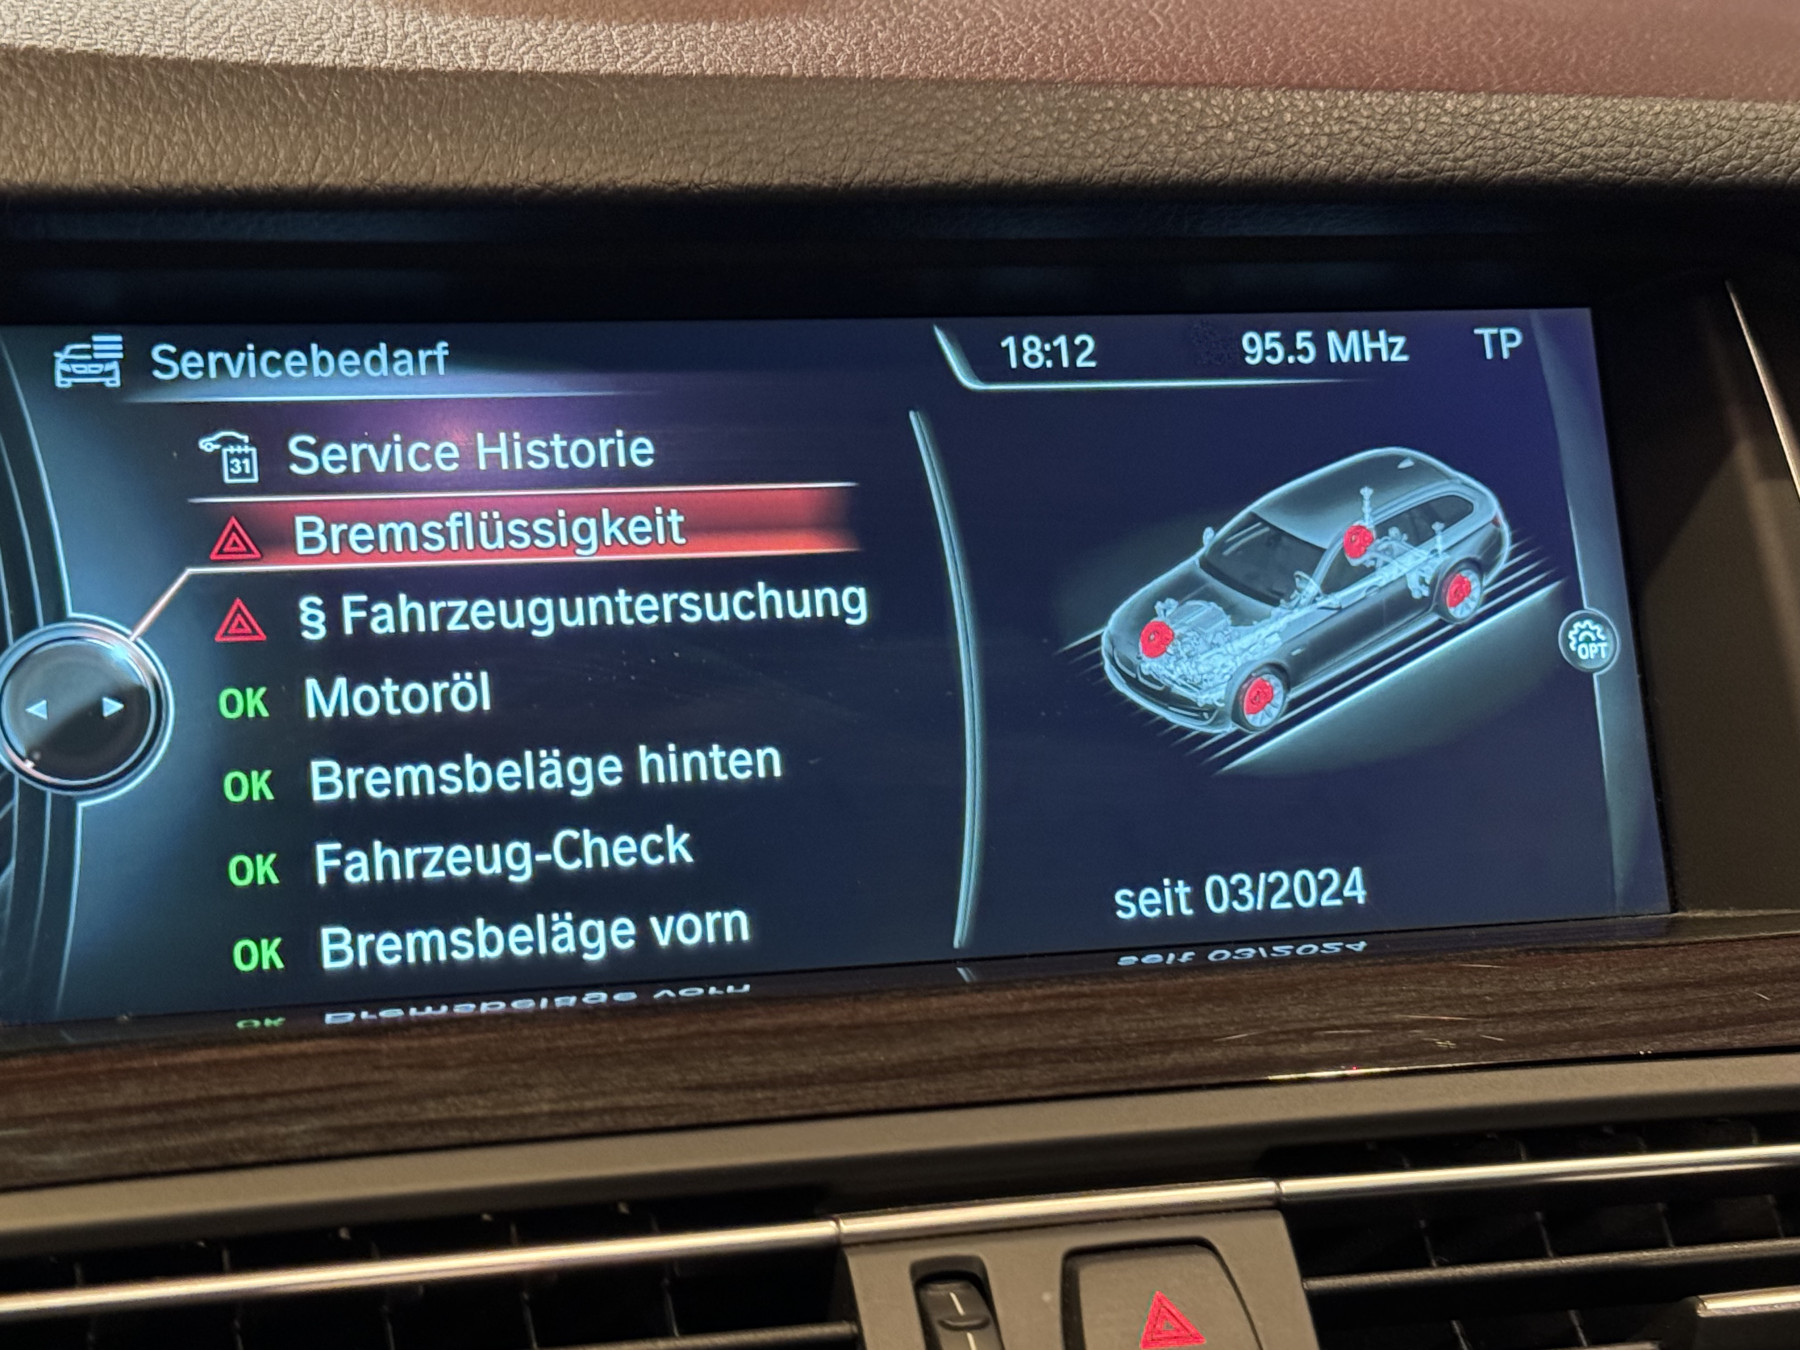 Servicebedarf
18:12 95.5 MHz TP
31 Service Historie
Bremsflüssigkeit
§ Fahrzeuguntersuchung
OK Motoröl
OK Bremsbeläge hinten
OK Fahrzeug-Check
OK Bremsbeläge vorn
OPT
seit 03/2024